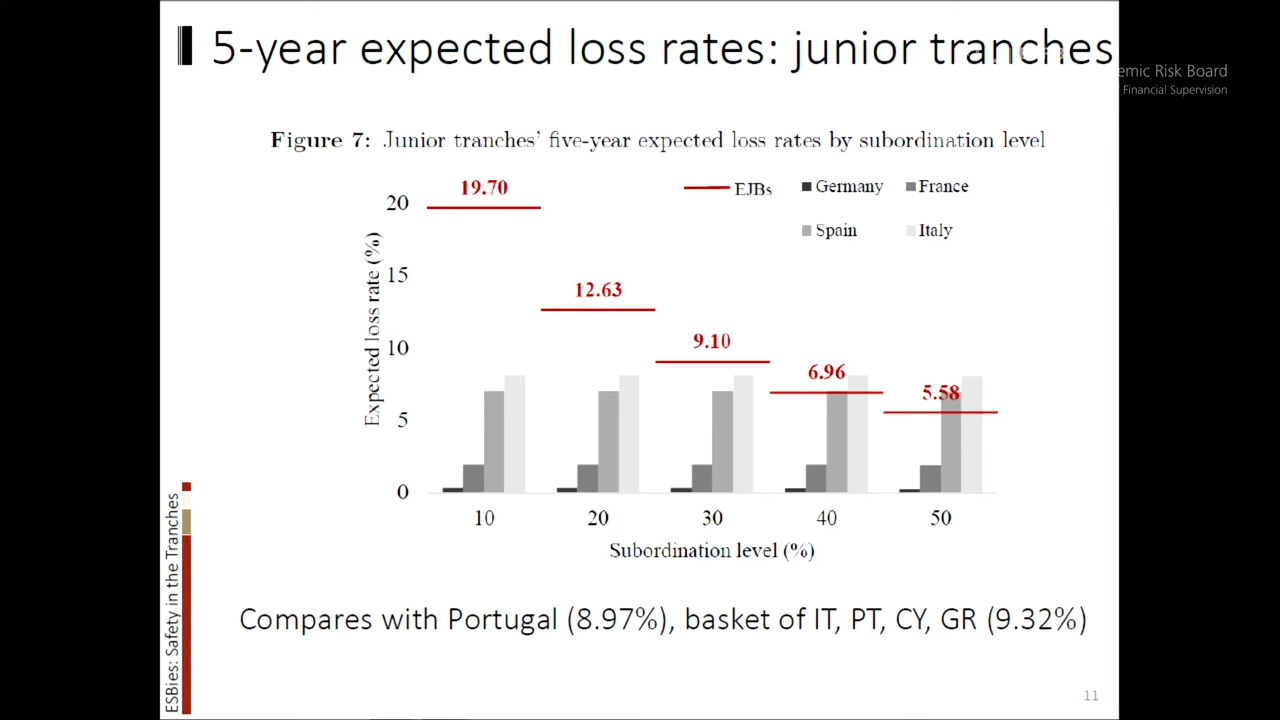 5-year expected loss rates: junior tranches
emic Risk Board
Financial Supervision
Figure 7: Junior tranches' five-year expected loss rates by subordination level
EJBs
Germany
France
Spain
Italy
Expected loss rate (%)
20
15
10
5
0
19.70
12.63
9.10
6.96
5.58
10 20 30 40 50
Subordination level (%)
Compares with Portugal (8.97%), basket of IT, PT, CY, GR (9.32%)
ESBies: Safety in the Tranches
11